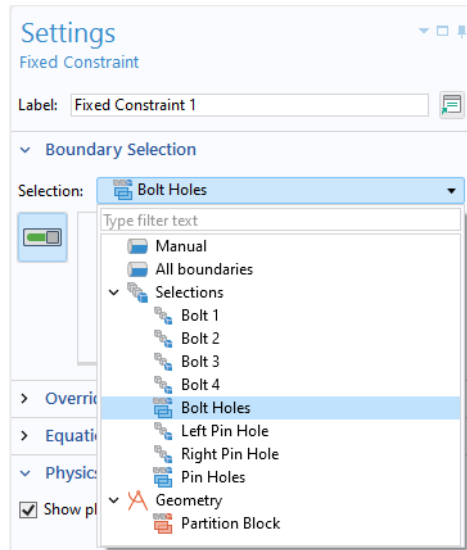 Settings
Fixed Constraint
Label: Fixed Constraint 1
Boundary Selection
Selection: Bolt Holes
Type filter text
Manual
All boundaries
Selections
Bolt 1
Bolt 2
Bolt 3
Bolt 4
Bolt Holes
Left Pin Hole
Right Pin Hole
Pin Holes
Geometry
Partition Block
Overri
Equati
Physics
Show pl